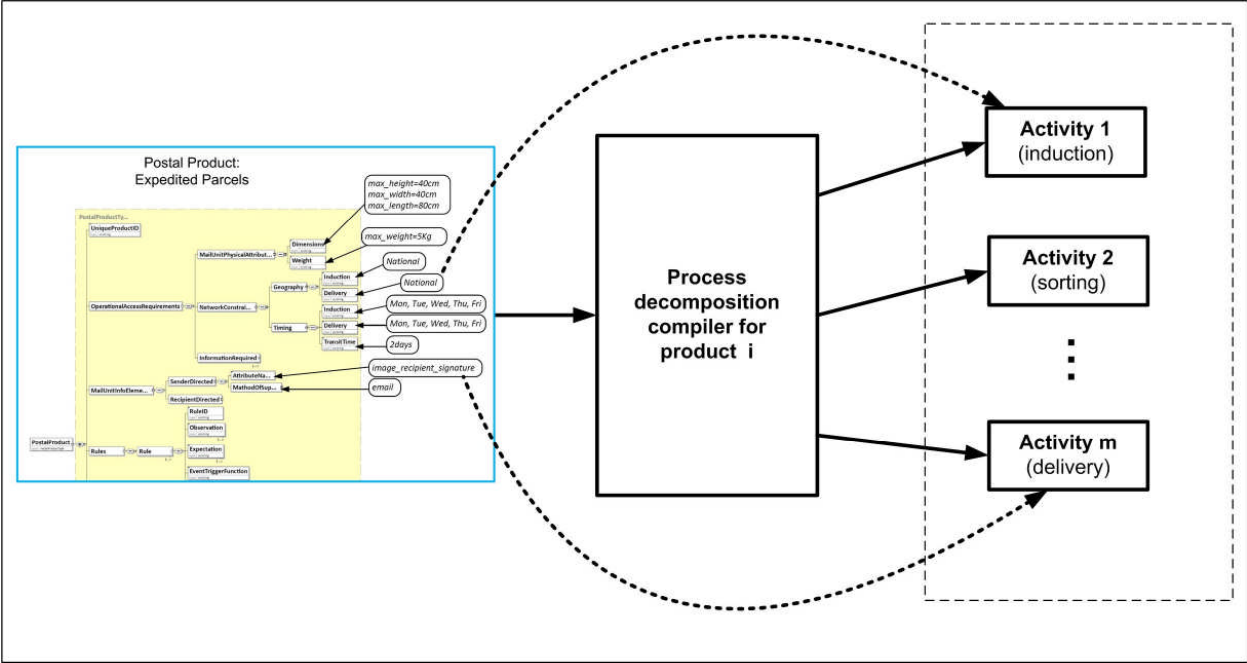 Postal Product:
Expedited Parcels
PostalProductTy...
UniqueProductID
max_height=40cm
max_width=40cm
max_length=80cm
MailUnitPhysicalAttribut...
Dimensions
Weight
max_weight=5Kg
OperationalAccessRequirements
NetworkConstrai...
Geography
Induction
National
Delivery
National
Timing
Induction
Mon, Tue, Wed, Thu, Fri
Delivery
Mon, Tue, Wed, Thu, Fri
TransitTime
2days
InformationRequired
MailUntInfoEleme...
SenderDirected
AttributeNa...
image_recipient_signature
MathodOfsup...
email
RecipientDirected
PostalProduct
Rules
Rule
RuleID
Observation
Expectation
EventTriggerFunction
Process
decomposition
compiler for
product i
Activity 1
(induction)
Activity 2
(sorting)
Activity m
(delivery)